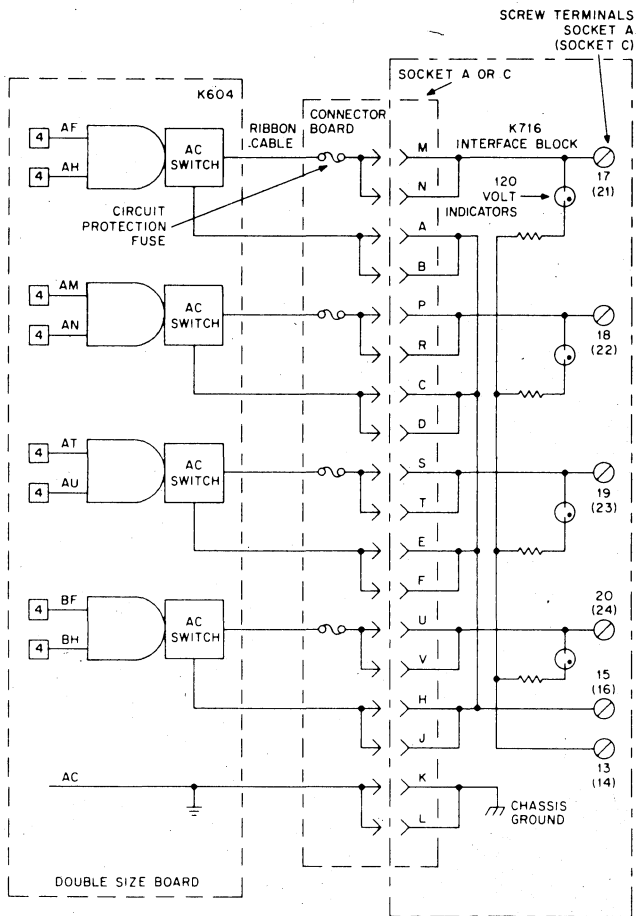 SCREW TERMINALS
SOCKET A
(SOCKET C)
SOCKET A OR C
K604
CONNECTOR
BOARD
RIBBON
CABLE
K716
INTERFACE BLOCK
4
AF
4
AH
AC
SWITCH
M
N
17
(21)
120
VOLT
INDICATORS
CIRCUIT
PROTECTION
FUSE
A
B
4
AM
4
AN
AC
SWITCH
P
R
18
(22)
C
D
4
AT
4
AU
AC
SWITCH
S
T
19
(23)
E
F
4
BF
4
BH
AC
SWITCH
U
V
20
(24)
H
J
15
(16)
13
(14)
AC
K
L
CHASSIS
GROUND
DOUBLE SIZE BOARD